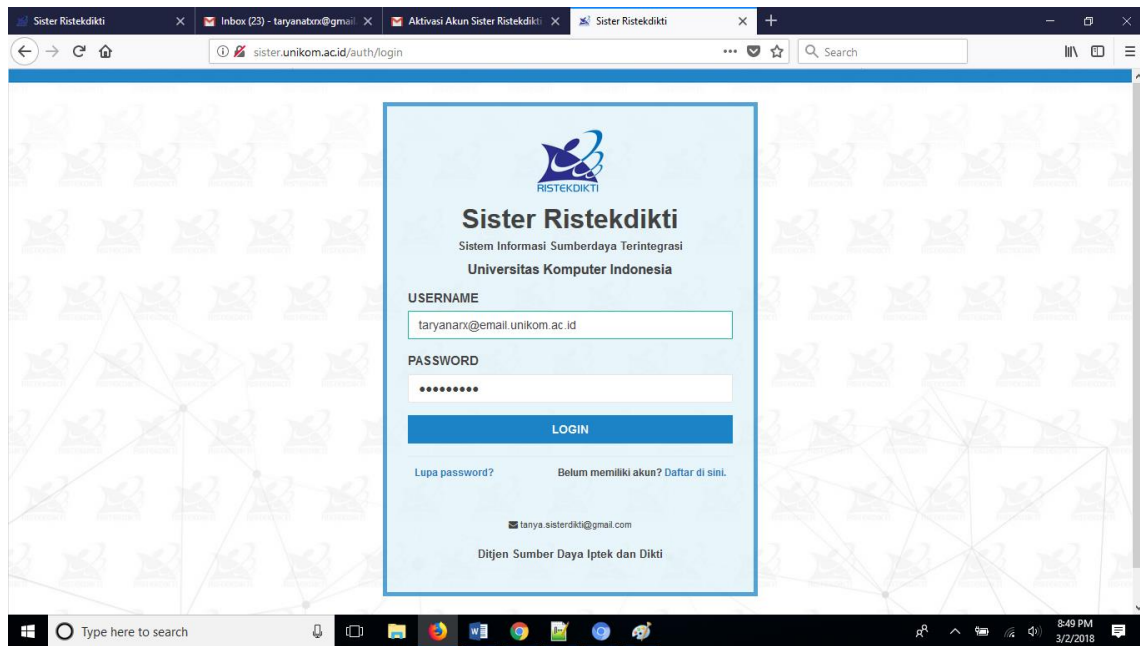 Sister Ristekdikti
Inbox (23) - taryanatxrx@gmail
Aktivasi Akun Sister Ristekdikti
Sister Ristekdikti
sister.unikom.ac.id/auth/login
Search
RISTEKDIKTI
Sister Ristekdikti
Sistem Informasi Sumberdaya Terintegrasi
Universitas Komputer Indonesia
USERNAME
taryanarx@email.unikom.ac.id
PASSWORD
•••••••••
LOGIN
Lupa password? Belum memiliki akun? Daftar di sini.
tanya.sisterdikti@gmail.com
Ditjen Sumber Daya Iptek dan Dikti
Type here to search
8:49 PM
3/2/2018